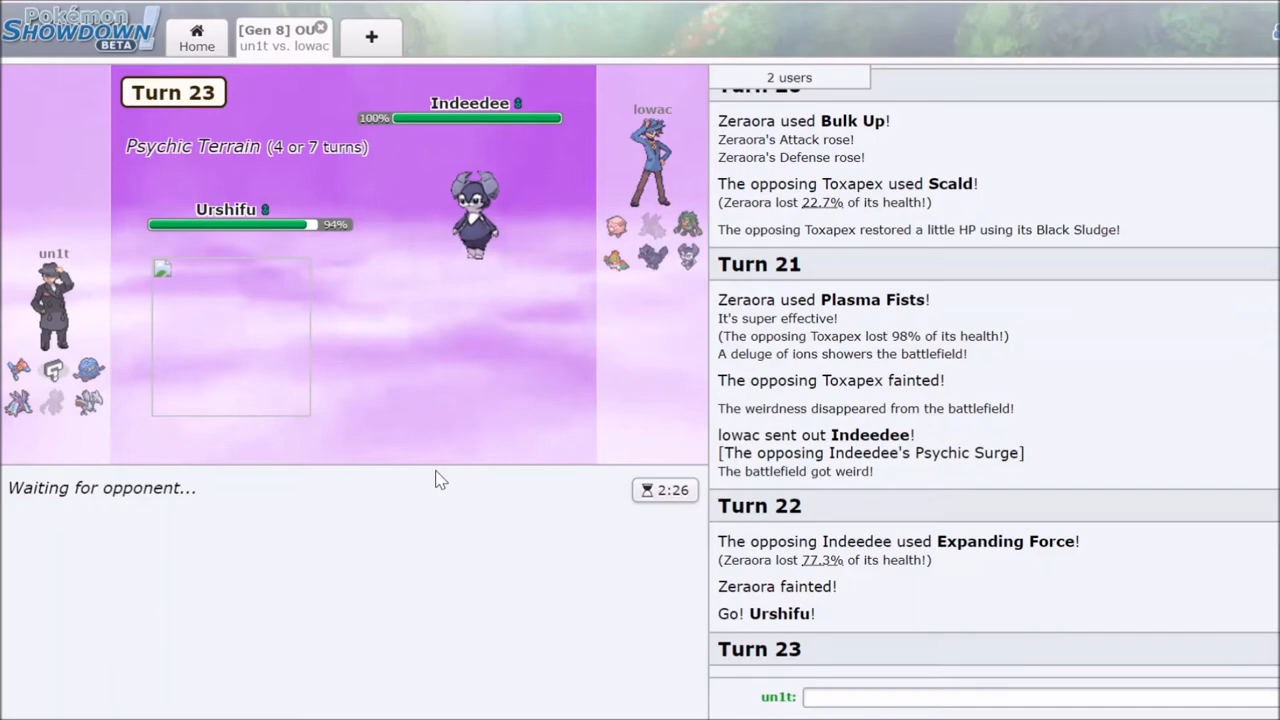 Pokémon
SHOWDOWN!
BETA
Home
[Gen 8] OU
un1t vs. lowac
+
Turn 23
Psychic Terrain (4 or 7 turns)
Indeedee
100%
Urshifu
94%
un1t
lowac
Waiting for opponent...
2:26
2 users
Zeraora used Bulk Up!
Zeraora's Attack rose!
Zeraora's Defense rose!
The opposing Toxapex used Scald!
(Zeraora lost 22.7% of its health!)
The opposing Toxapex restored a little HP using its Black Sludge!
Turn 21
Zeraora used Plasma Fists!
It's super effective!
(The opposing Toxapex lost 98% of its health!)
A deluge of ions showers the battlefield!
The opposing Toxapex fainted!
The weirdness disappeared from the battlefield!
lowac sent out Indeedee!
[The opposing Indeedee's Psychic Surge]
The battlefield got weird!
Turn 22
The opposing Indeedee used Expanding Force!
(Zeraora lost 77.3% of its health!)
Zeraora fainted!
Go! Urshifu!
Turn 23
un1t: